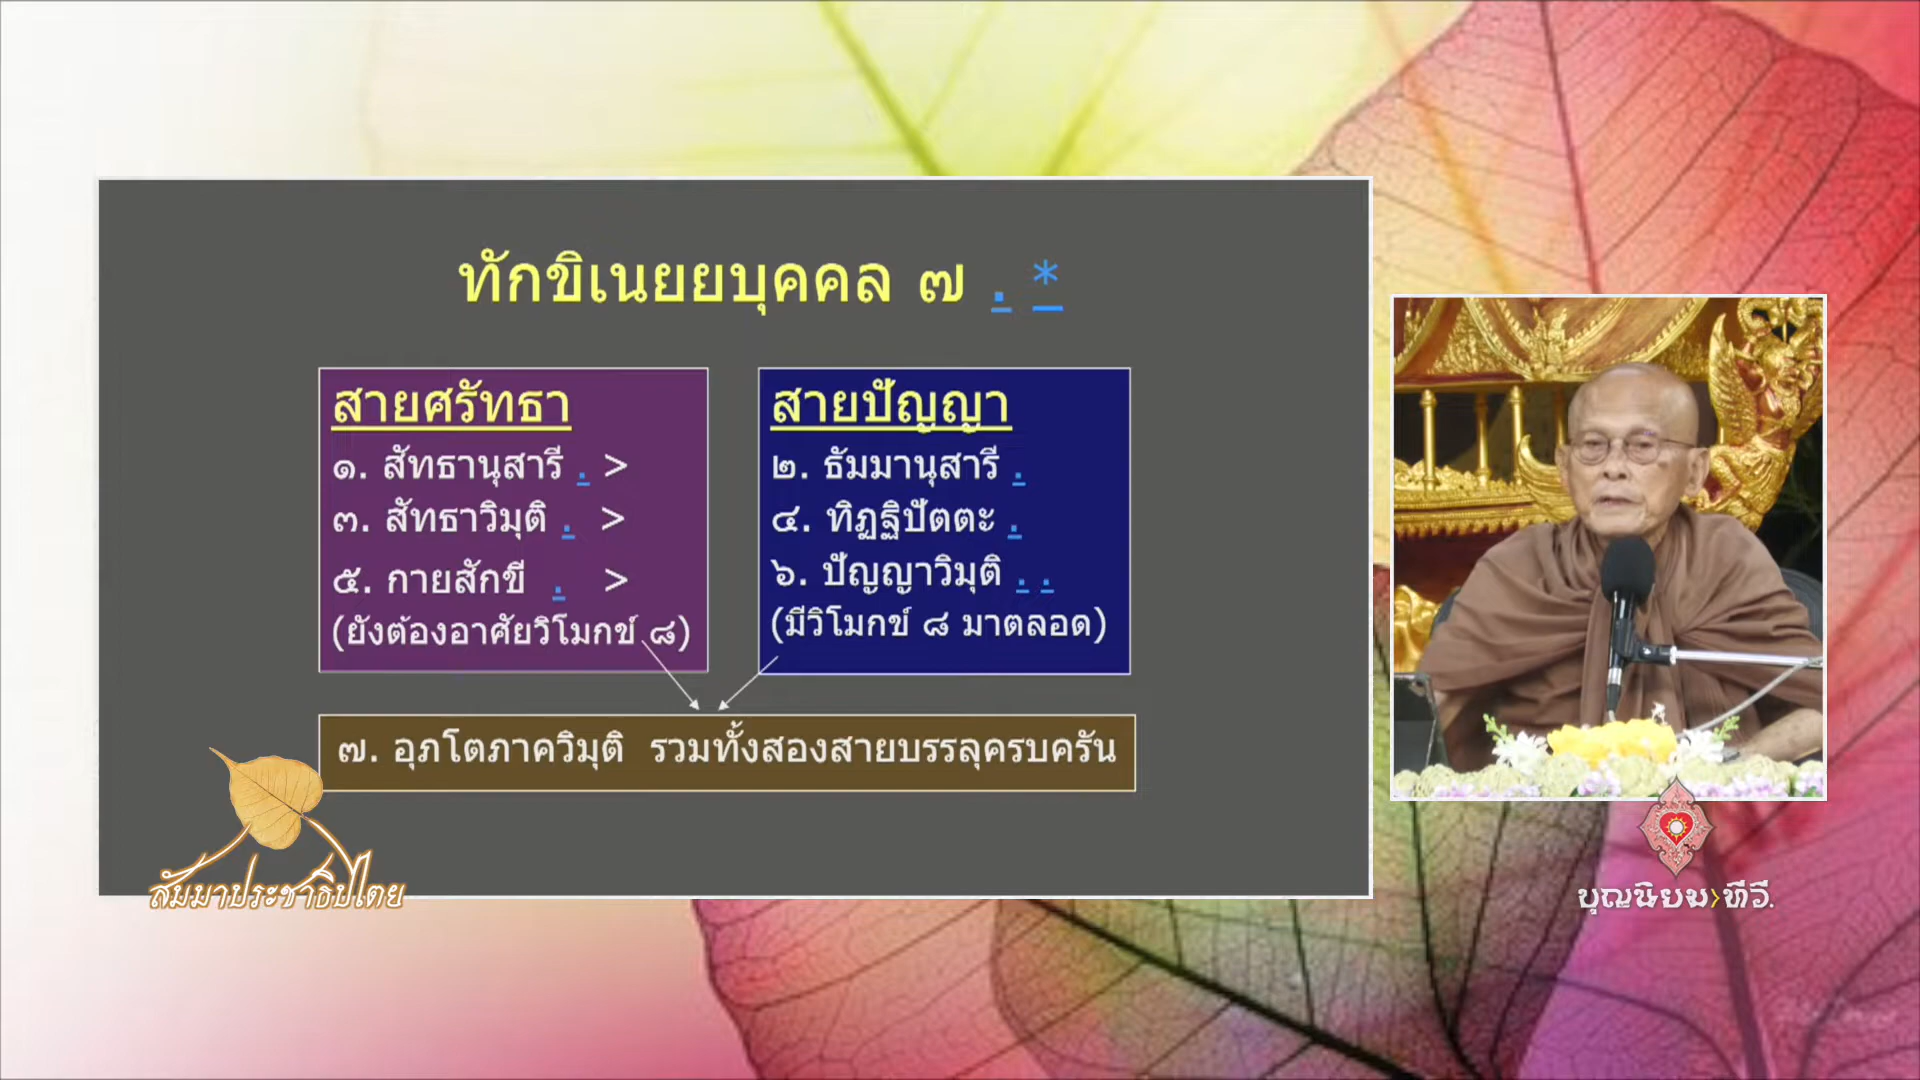 ทักขิเนยยบุคคล ๗ . *
สายศรัทธา
๑. สัทธานุสารี . >
๓. สัทธาวิมุติ . >
๕. กายสักขี . >
(ยังต้องอาศัยวิโมกข์ ๘)
สายปัญญา
๒. ธัมมานุสารี .
๔. ทิฏฐิปัตตะ .
๖. ปัญญาวิมุติ . .
(มีวิโมกข์ ๘ มาตลอด)
๗. อุภโตภาควิมุติ รวมทั้งสองสายบรรลุครบครัน
สัมมาประชาธิปไตย
บุญนิยม>ทีวี.